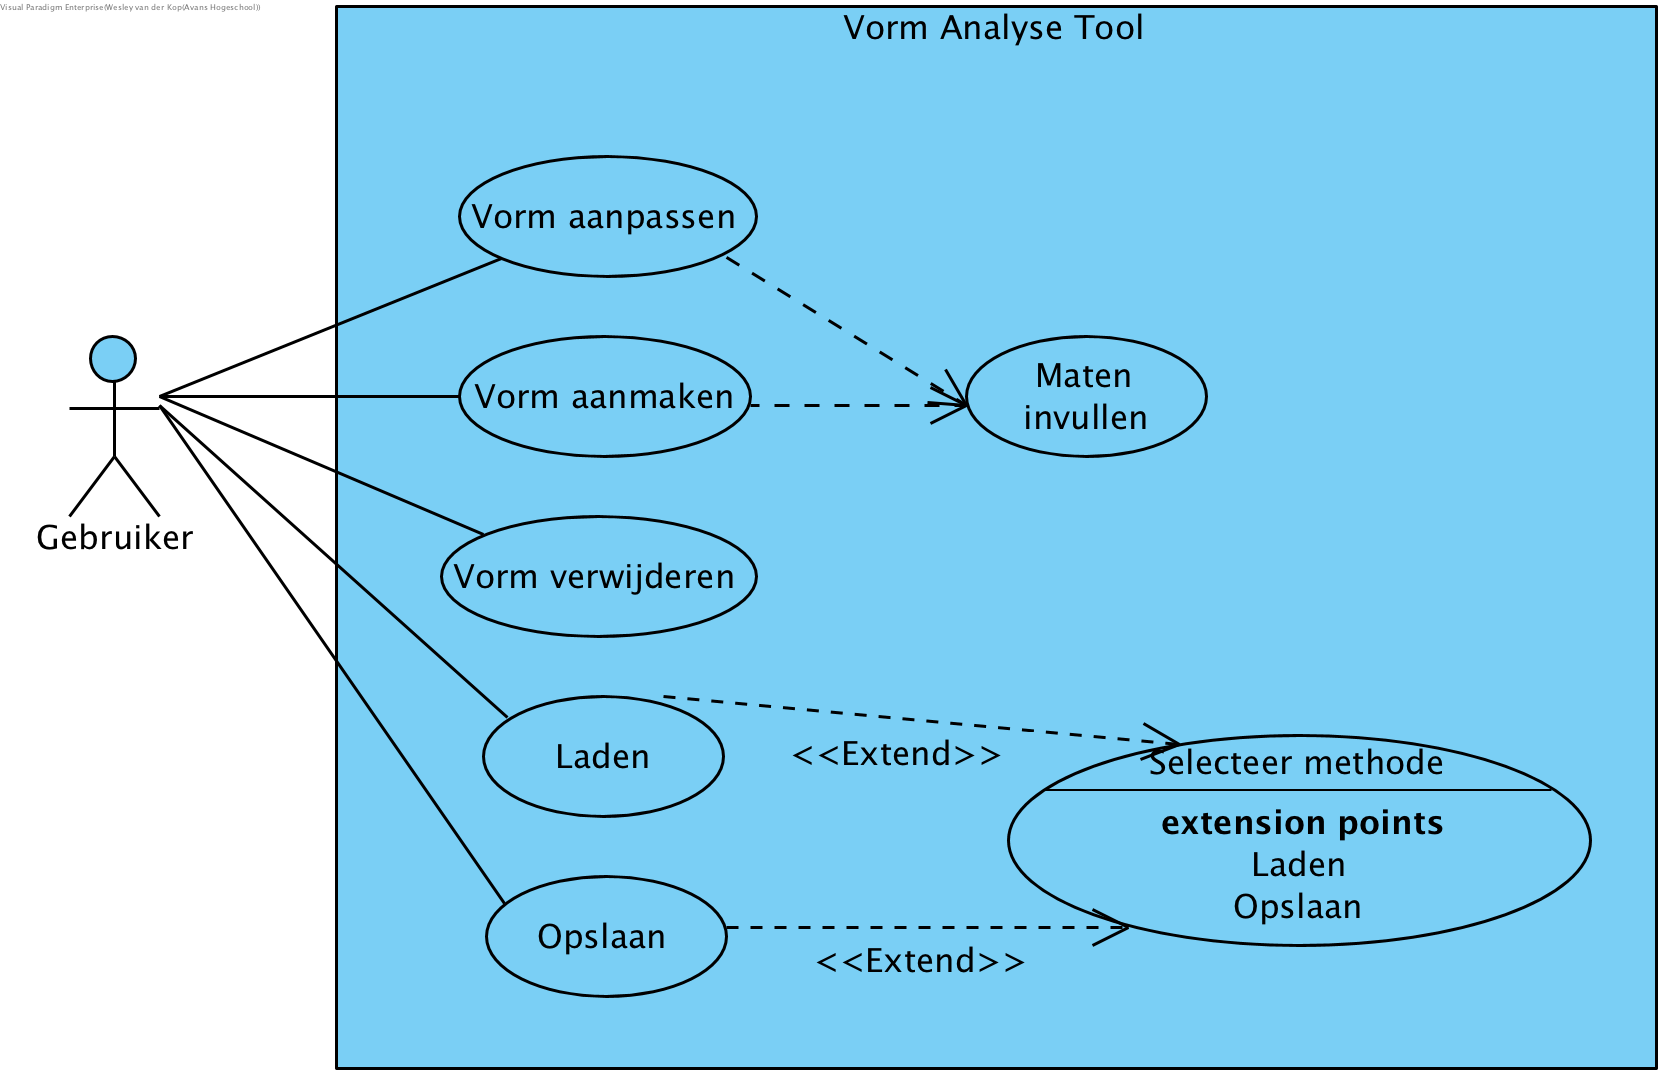 Visual Paradigm Enterprise(Wesley van der Kop(Avans Hogeschool))
Vorm Analyse Tool
Vorm aanpassen
Vorm aanmaken
Maten
invullen
Gebruiker
Vorm verwijderen
Laden
<<Extend>>
Selecteer methode
extension points
Laden
Opslaan
Opslaan
<<Extend>>